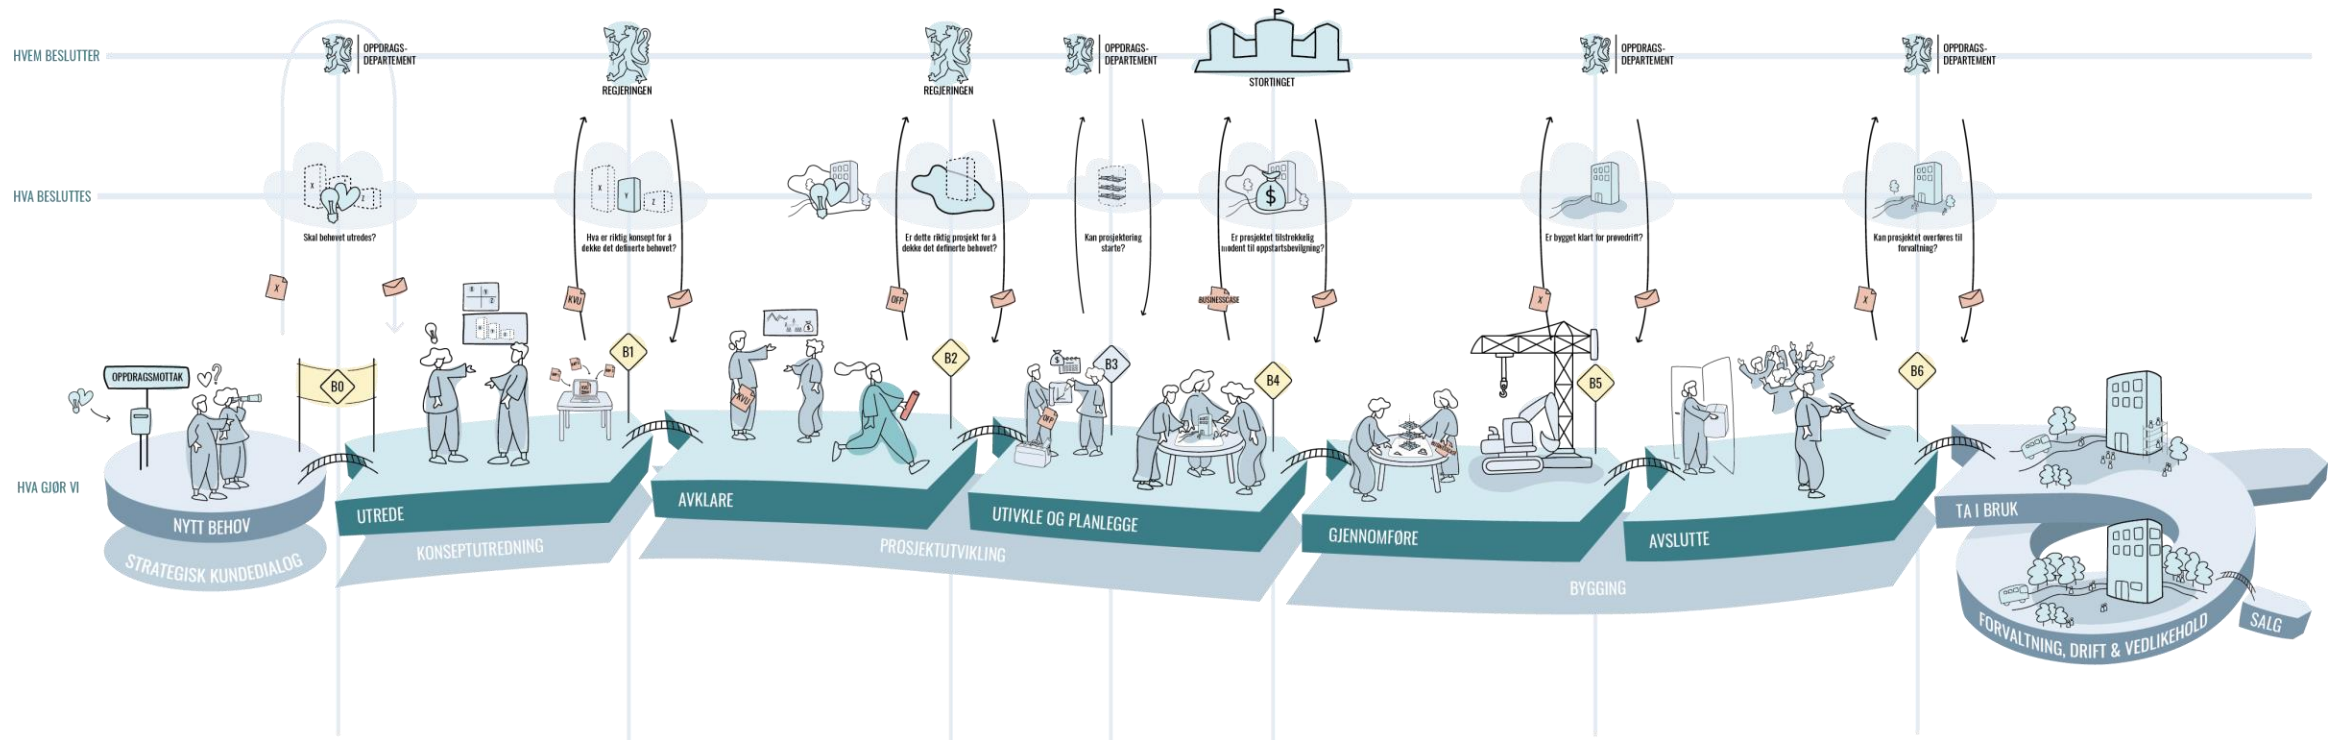 HVEM BESLUTTER
OPPDRAGS-
DEPARTEMENT
REGJERINGEN
REGJERINGEN
OPPDRAGS-
DEPARTEMENT
STORTINGET
OPPDRAGS-
DEPARTEMENT
OPPDRAGS-
DEPARTEMENT
HVA BESLUTTES
X
Z
Skal behovet utredes?
X
Y
Z
Hva er riktig konsept for å
dekke det definerte behovet?
Er dette riktig prosjekt for å
dekke det definerte behovet?
Kan prosjektering
starte?
$
Er prosjektet tilstrekkelig
modent til oppstartsbevilgning?
Er bygget klart for prøvedrift?
Kan prosjektet overføres til
forvaltning?
X
KVU
OFP
BUSINESSCASE
X
X
HVA GJØR VI
OPPDRAGSMOTTAK
?
B0
B1
KVU
B2
OFP
$
B3
B4
B5
B6
NYTT BEHOV
UTREDE
AVKLARE
UTIVKLE OG PLANLEGGE
GJENNOMFØRE
AVSLUTTE
TA I BRUK
STRATEGISK KUNDEDIALOG
KONSEPTUTREDNING
PROSJEKTUTVIKLING
BYGGING
FORVALTNING, DRIFT & VEDLIKEHOLD
SALG